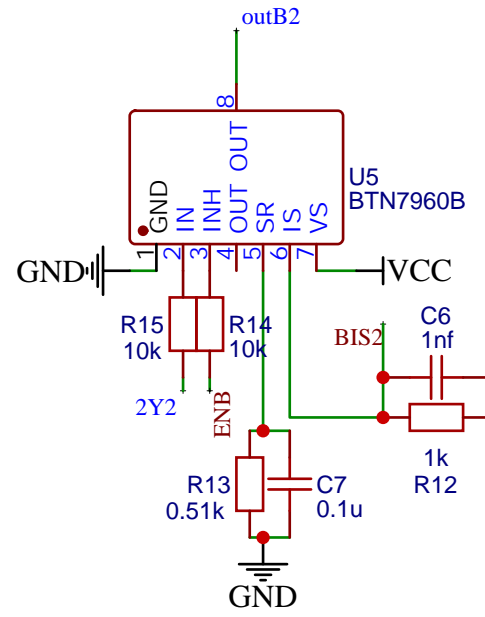 outB2
8
OUT
GND
IN
INH
OUT
SR
IS
VS
U5
BTN7960B
1
2
3
4
5
6
7
GND
VCC
R15
10k
R14
10k
2Y2
ENB
BIS2
C6
1nf
1k
R12
R13
0.51k
C7
0.1u
GND